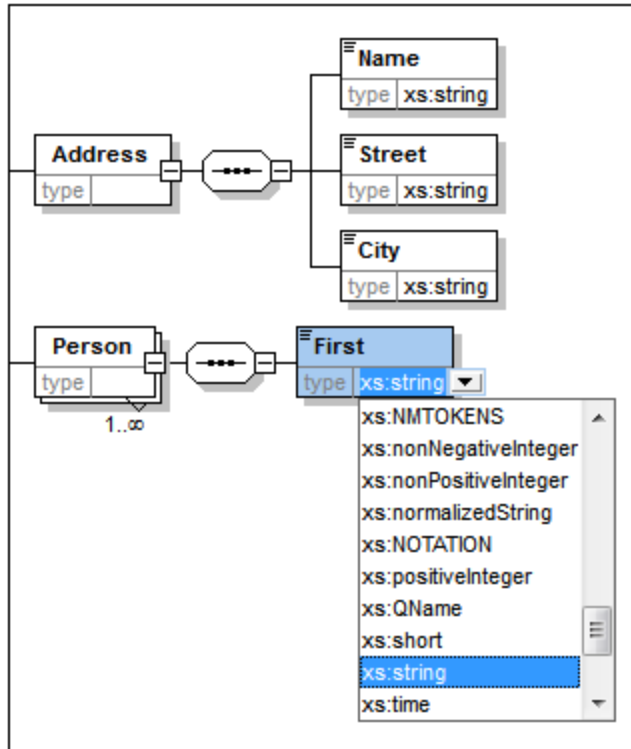 Name
type xs:string
Address
type
Street
type xs:string
City
type xs:string
Person
type
1..∞
First
type xs:string
xs:NMTOKENS
xs:nonNegativeInteger
xs:nonPositiveInteger
xs:normalizedString
xs:NOTATION
xs:positiveInteger
xs:QName
xs:short
xs:string
xs:time